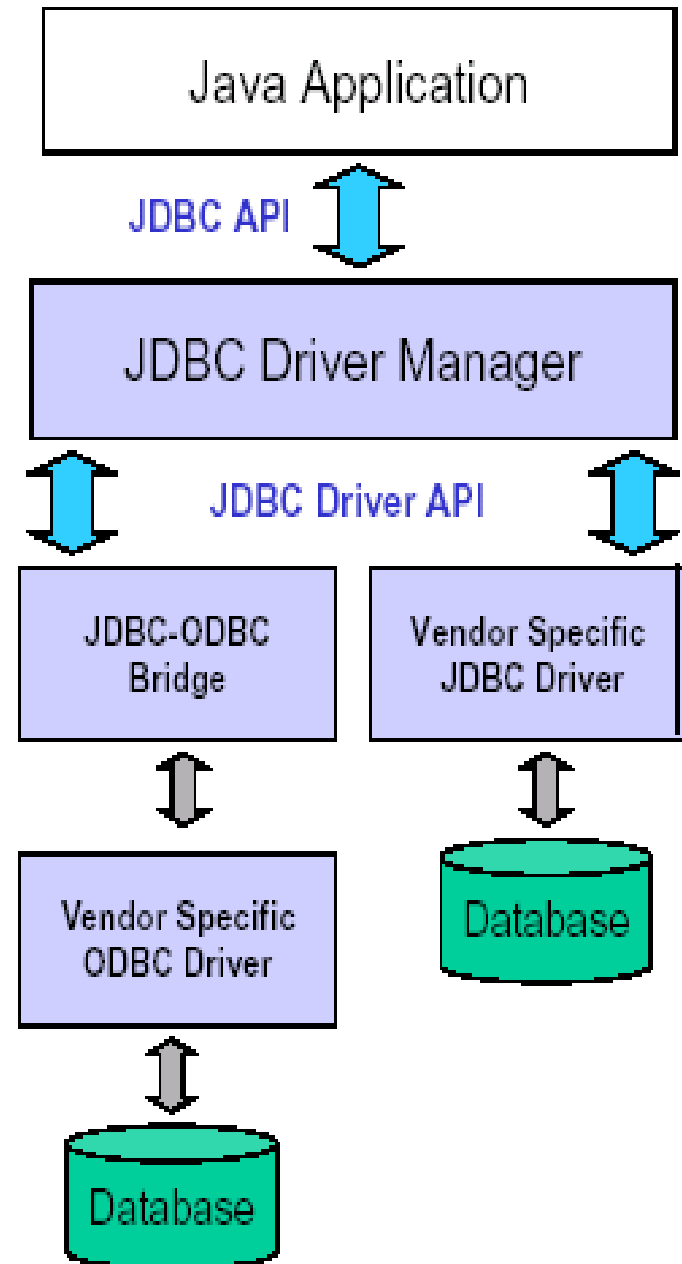 Java Application
JDBC API
JDBC Driver Manager
JDBC Driver API
JDBC-ODBC
Bridge
Vendor Specific
JDBC Driver
Vendor Specific
ODBC Driver
Database
Database